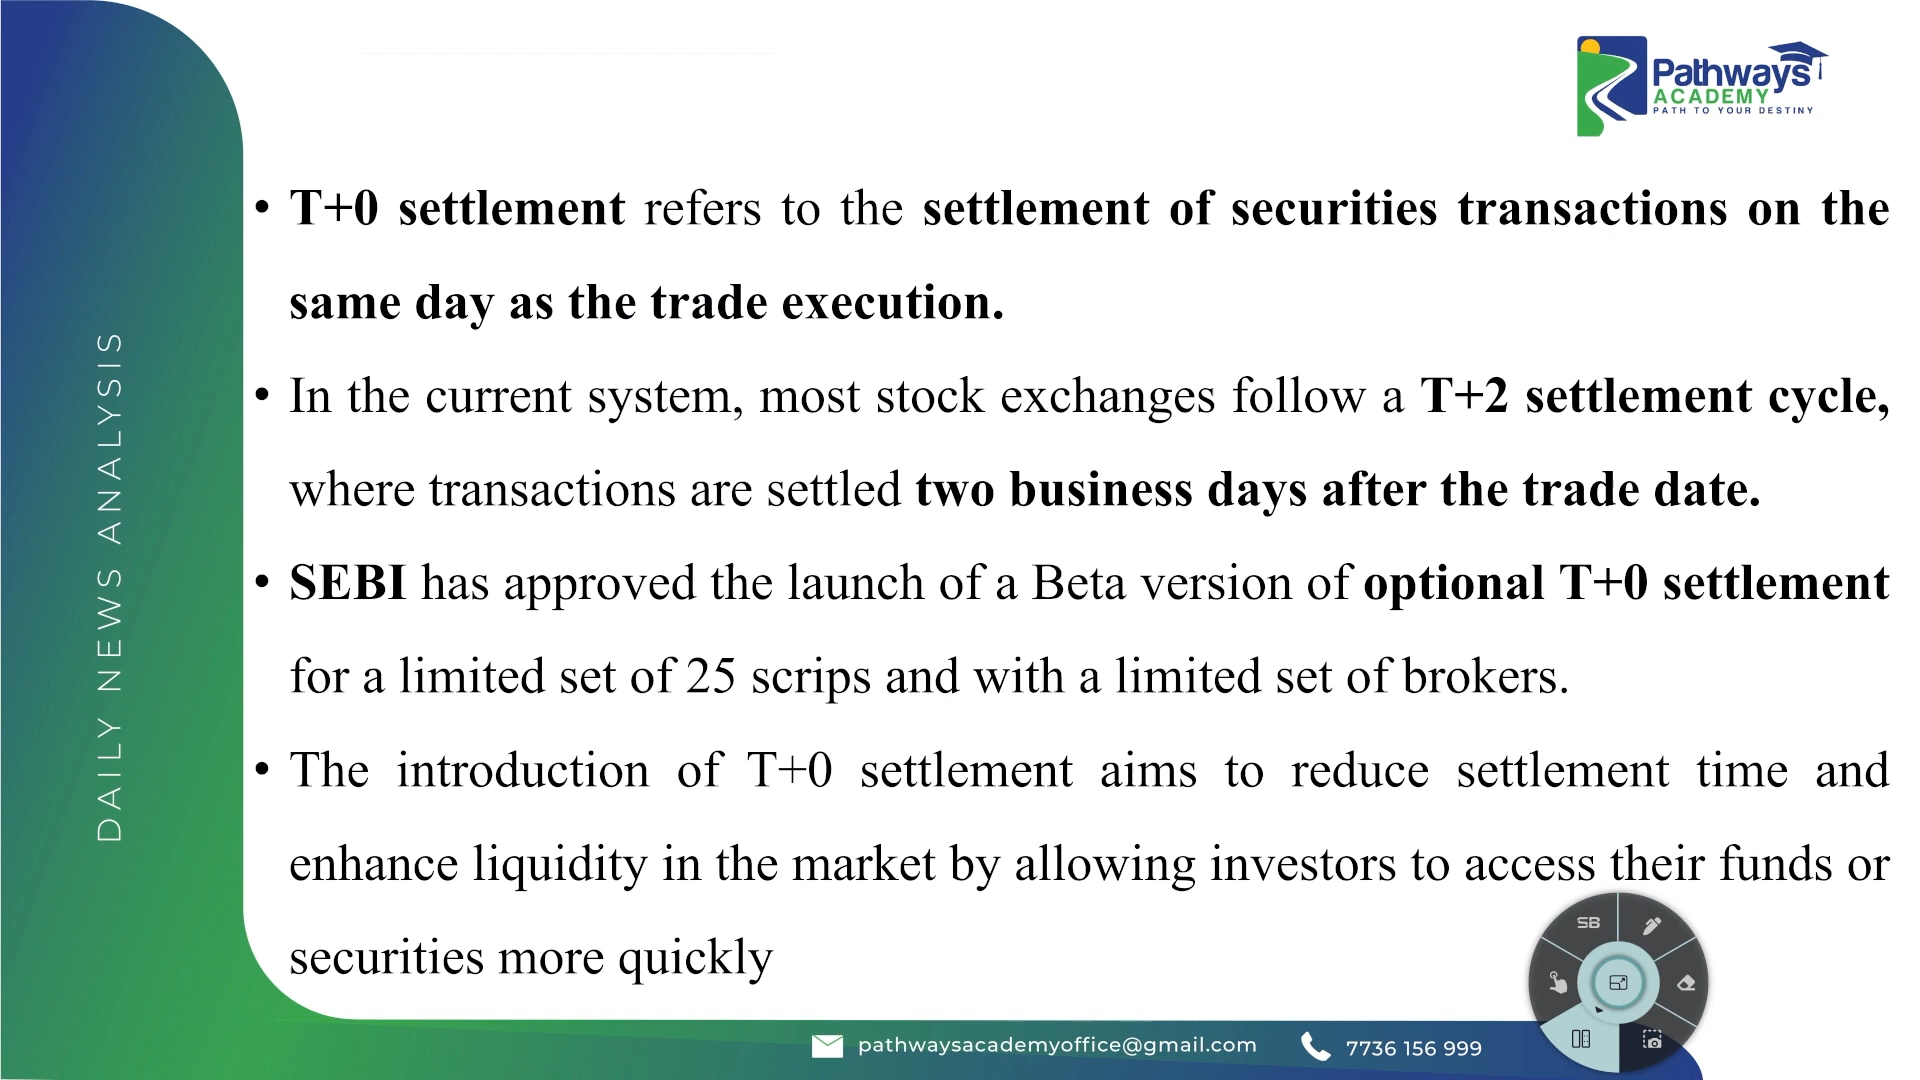 Pathways
ACADEMY
PATH TO YOUR DESTINY
DAILY NEWS ANALYSIS
• T+0 settlement refers to the settlement of securities transactions on the
same day as the trade execution.
• In the current system, most stock exchanges follow a T+2 settlement cycle,
where transactions are settled two business days after the trade date.
• SEBI has approved the launch of a Beta version of optional T+0 settlement
for a limited set of 25 scrips and with a limited set of brokers.
• The introduction of T+0 settlement aims to reduce settlement time and
enhance liquidity in the market by allowing investors to access their funds or
securities more quickly
SB
pathwaysacademyoffice@gmail.com 7736 156 999